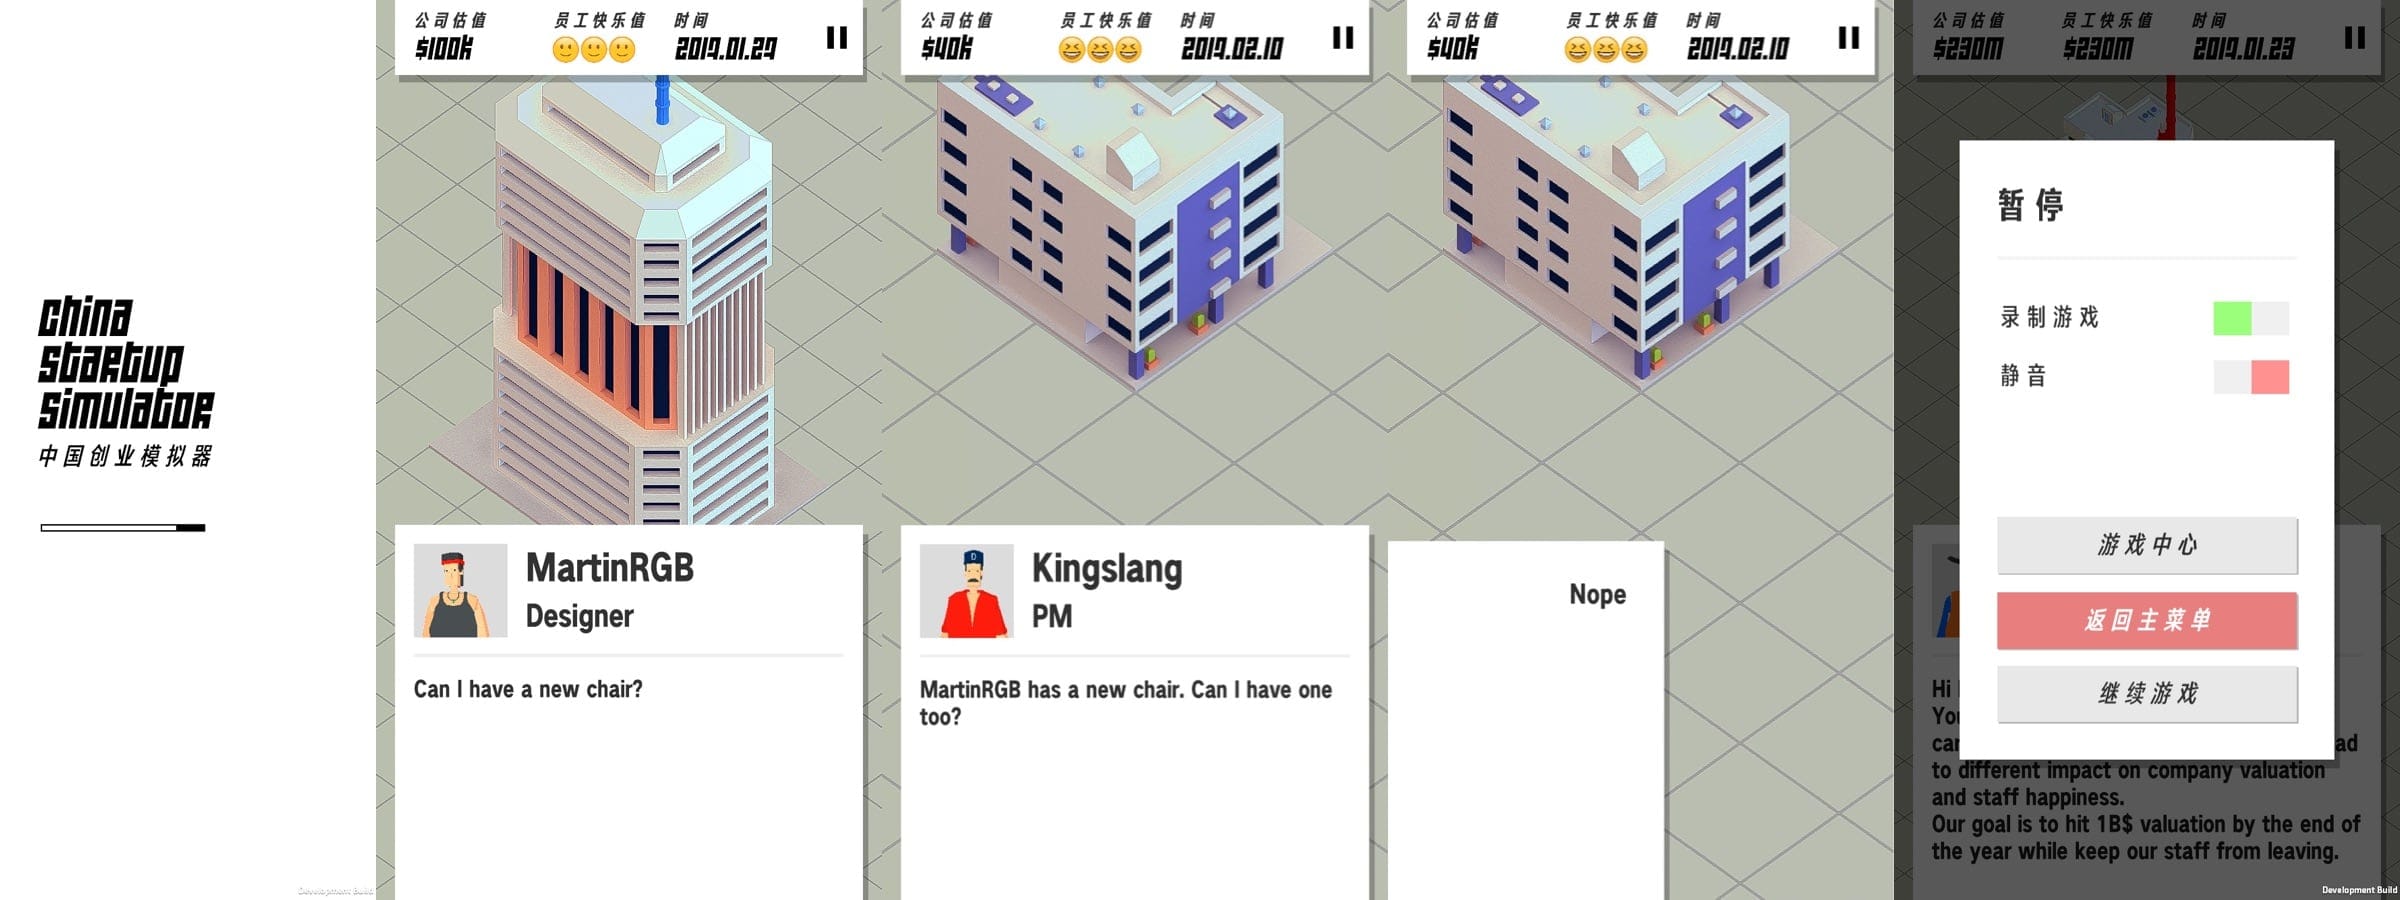 china
startup
simulator
中国创业模拟器
Development Build
公司估值 员工快乐值 时间
$100K 2019.01.29
MartinRGB
Designer
Can I have a new chair?
公司估值 员工快乐值 时间
$40K 2019.02.10
Kingslang
PM
MartinRGB has a new chair. Can I have one
too?
公司估值 员工快乐值 时间
$40K 2019.02.10
Nope
公司估值 员工快乐值 时间
$230M $230M 2019.01.23
暂停
录制游戏
静音
游戏中心
返回主菜单
继续游戏
Hi
to different impact on company valuation
and staff happiness.
Our goal is to hit 1B$ valuation by the end of
the year while keep our staff from leaving.
Development Build